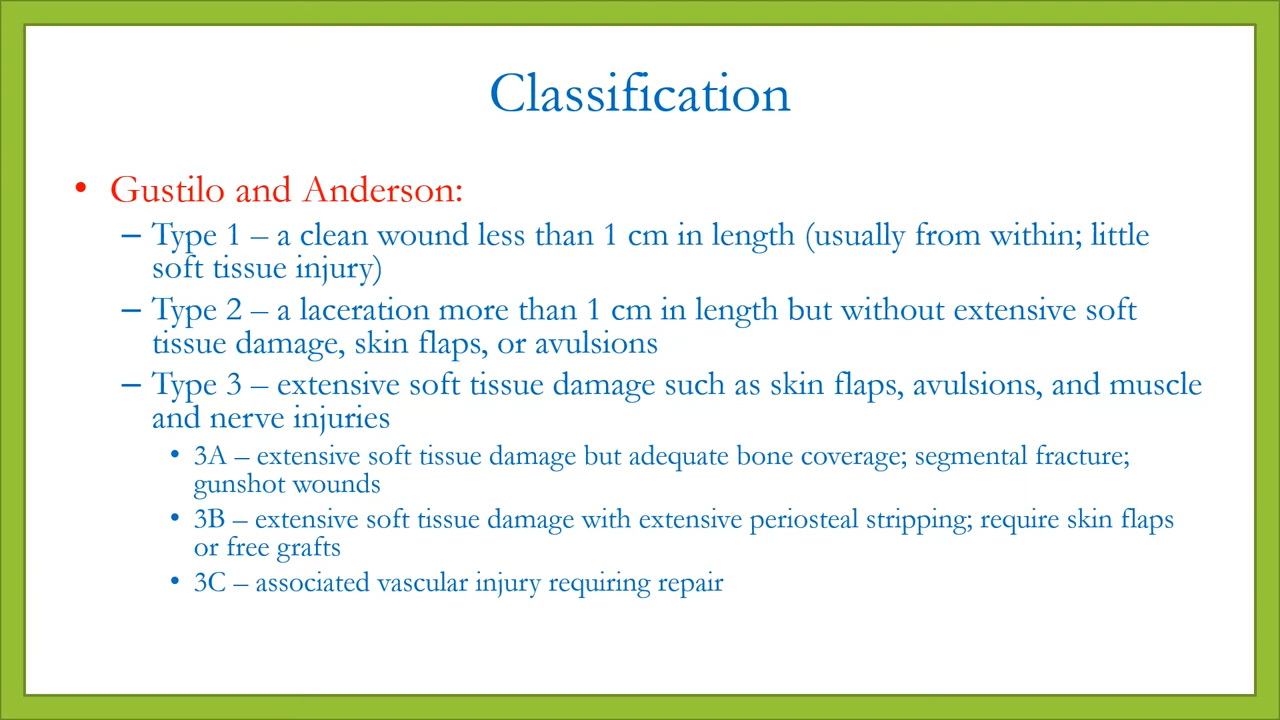 Classification
• Gustilo and Anderson:
– Type 1 – a clean wound less than 1 cm in length (usually from within; little
soft tissue injury)
– Type 2 – a laceration more than 1 cm in length but without extensive soft
tissue damage, skin flaps, or avulsions
– Type 3 – extensive soft tissue damage such as skin flaps, avulsions, and muscle
and nerve injuries
• 3A – extensive soft tissue damage but adequate bone coverage; segmental fracture;
gunshot wounds
• 3B – extensive soft tissue damage with extensive periosteal stripping; require skin flaps
or free grafts
• 3C – associated vascular injury requiring repair